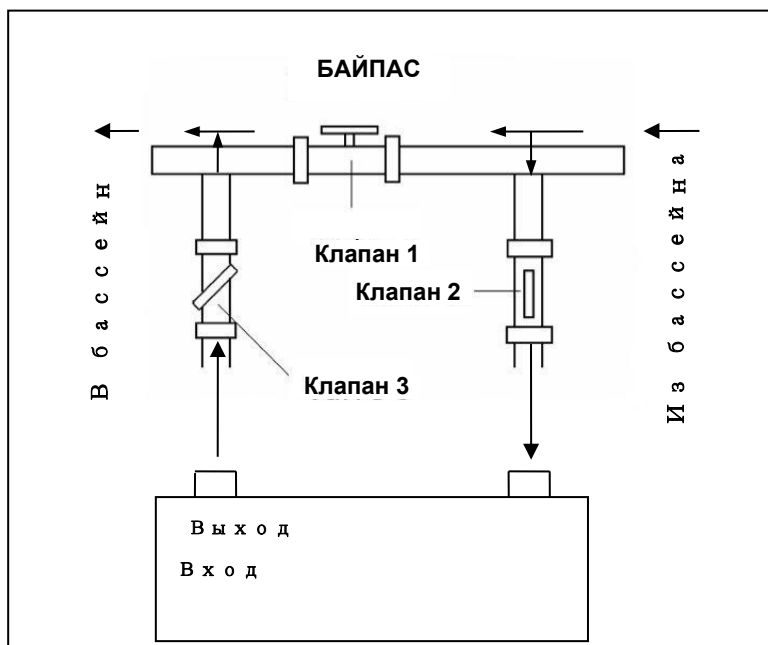 БАЙПАС
В бассейн
Из бассейна
Клапан 1
Клапан 2
Клапан 3
Выход
Вход